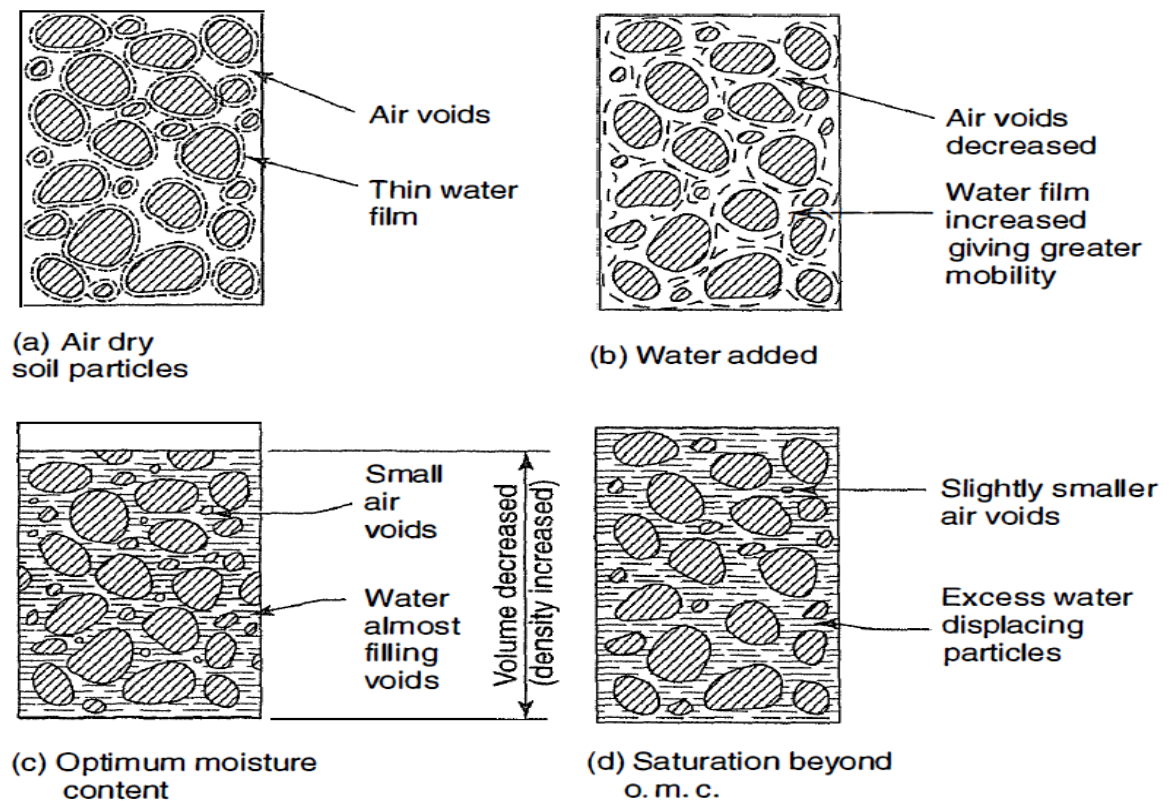 Air voids
Thin water
film
(a) Air dry
soil particles
Air voids
decreased
Water film
increased
giving greater
mobility
(b) Water added
Small
air
voids
Water
almost
filling
voids
Volume decreased
(density increased)
(c) Optimum moisture
content
Slightly smaller
air voids
Excess water
displacing
particles
(d) Saturation beyond
o. m. c.